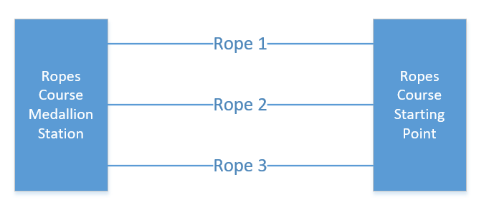 Ropes
Course
Medallion
Station
Rope 1
Rope 2
Rope 3
Ropes
Course
Starting
Point